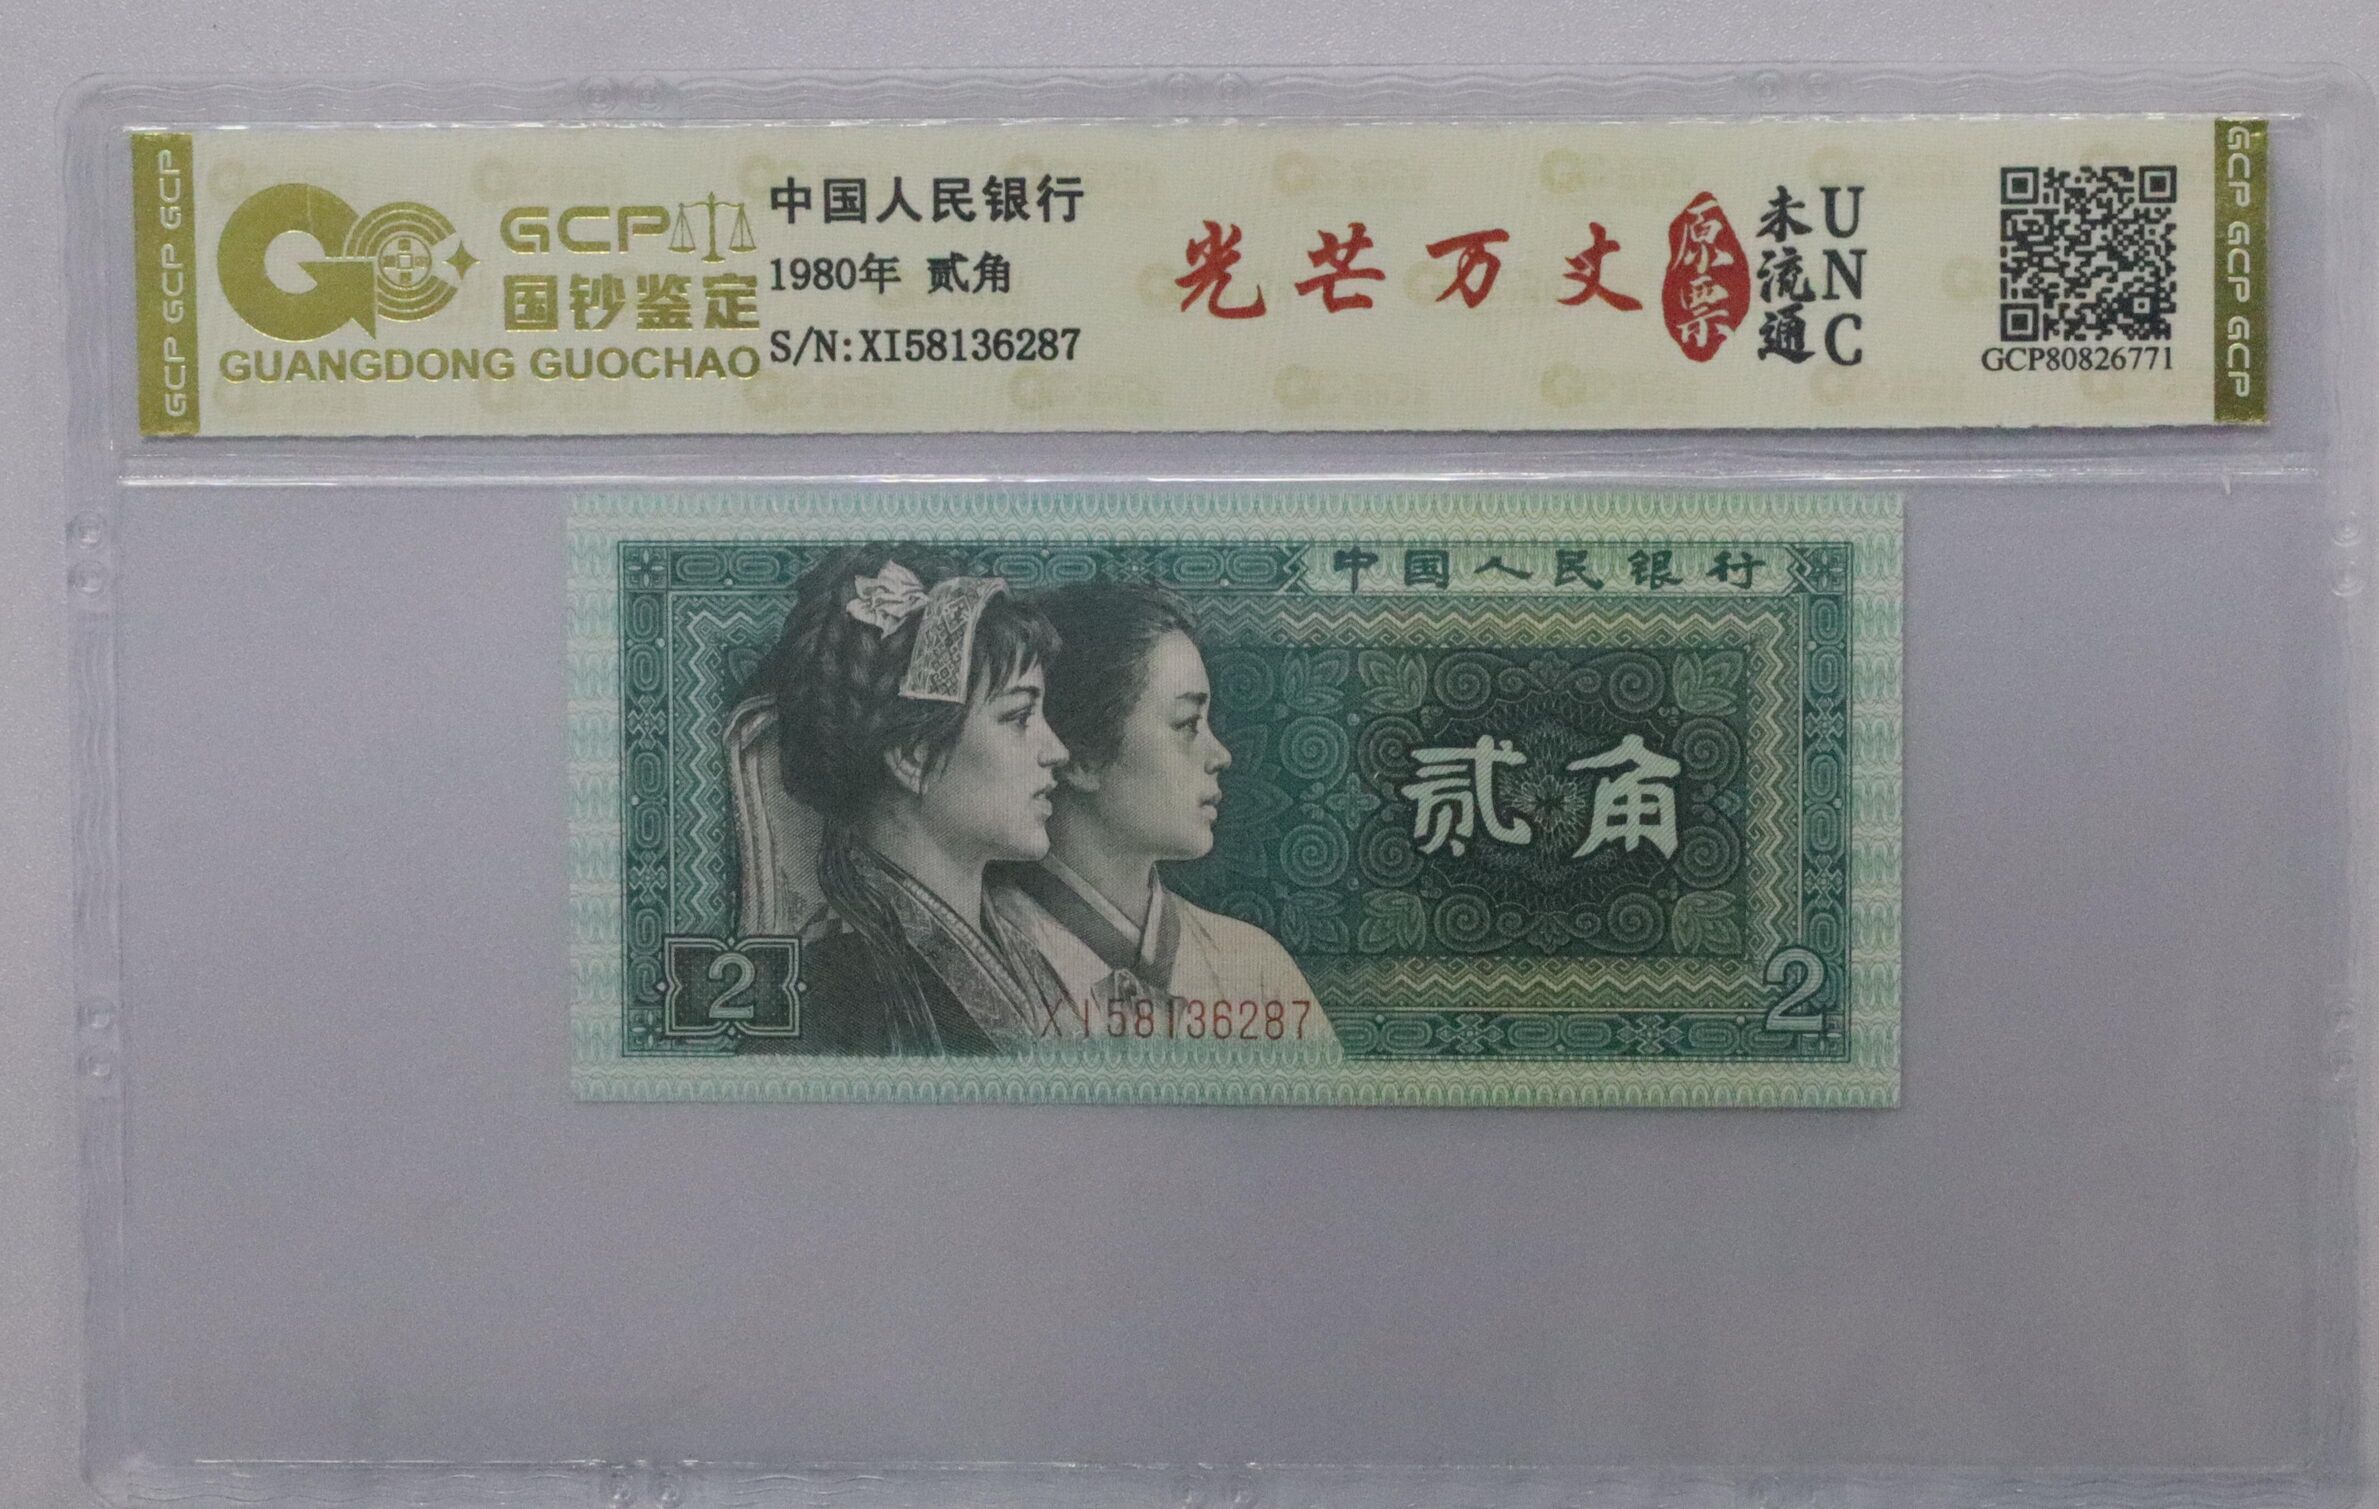 GCP GCP GCP
GCP
国钞鉴定
GUANGDONG GUOCHAO
中国人民银行
1980年 贰角
S/N:XI58136287
光芒万丈
原票
未流通
UNC
GCP80826771
GCP GCP GCP
中国人民银行
贰角
2
XI58136287
2